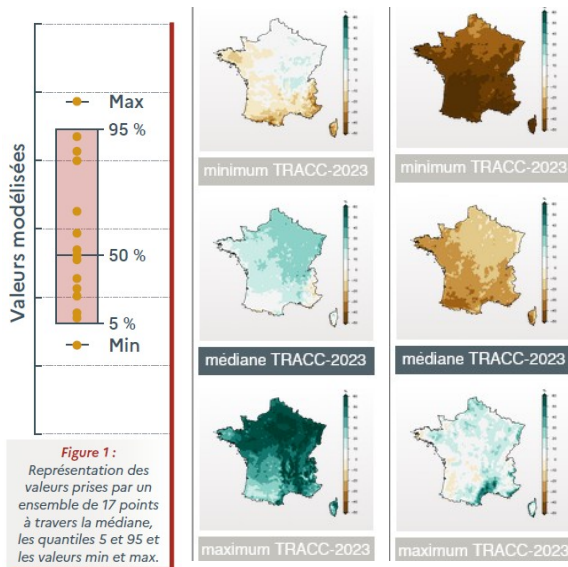 Valeurs modélisées
Max
95 %
50 %
5 %
Min
Figure 1 :
Représentation des
valeurs prises par un
ensemble de 17 points
à travers la médiane,
les quantiles 5 et 95 et
les valeurs min et max.
minimum TRACC-2023
minimum TRACC-2023
médiane TRACC-2023
médiane TRACC-2023
maximum TRACC-2023
maximum TRACC-2023